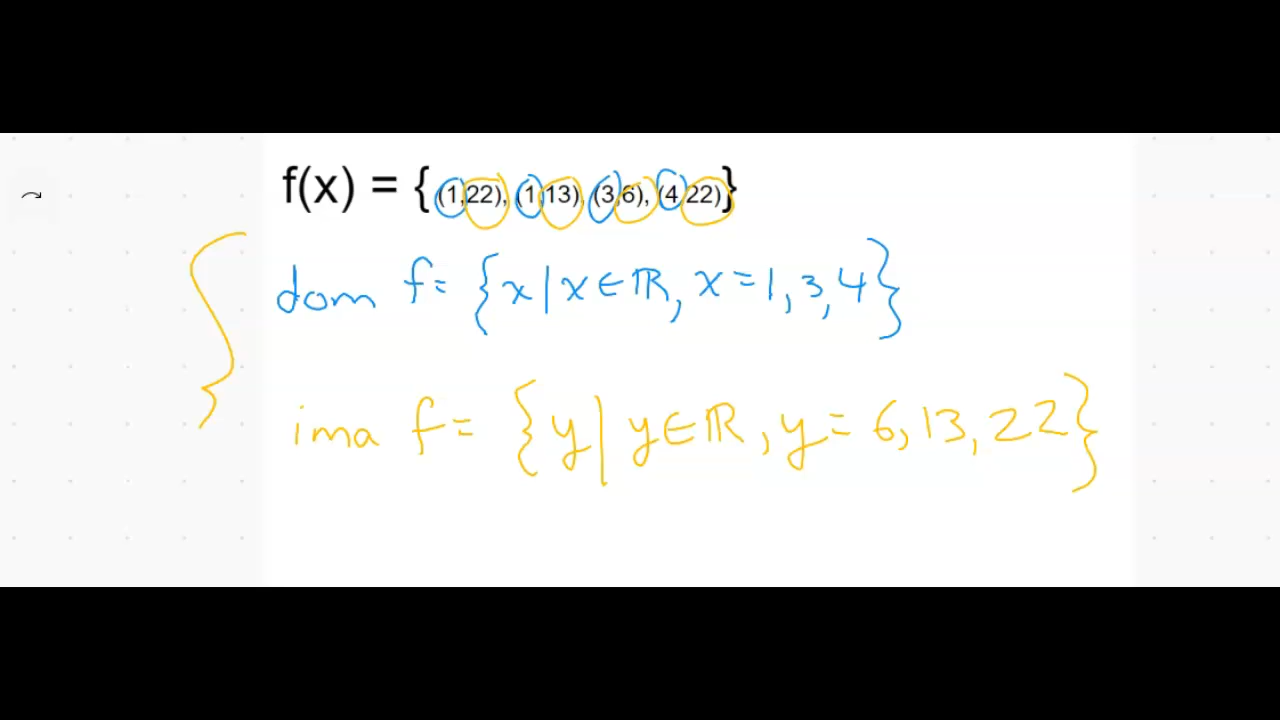 f(x) = { (1,22), (1,13), (3,6), (4,22)}
dom f= {x|x∈ℝ, x=1,3,4}
ima f= {y|y∈ℝ, y= 6,13,22}